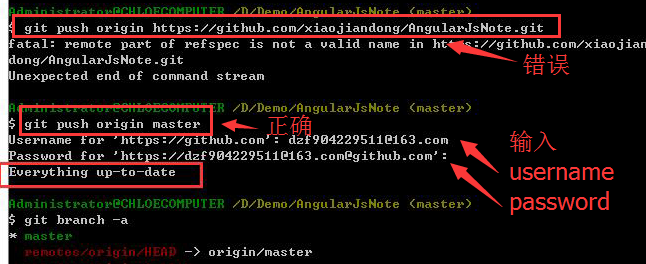 Administrator@CHLOECOMPUTER /D/Demo/AngularJsNote (master)
$ git push origin https://github.com/xiaojiandong/AngularJsNote.git
fatal: remote part of refspec is not a valid name in https://github.com/xiaojian
dong/AngularJsNote.git
错误
Unexpected end of command stream
Administrator@CHLOECOMPUTER /D/Demo/AngularJsNote (master)
$ git push origin master
正确
Username for 'https://github.com': dzf904229511@163.com
输入
Password for 'https://dzf904229511@163.com@github.com':
username
Everything up-to-date
password
Administrator@CHLOECOMPUTER /D/Demo/AngularJsNote (master)
$ git branch -a
* master
remotes/origin/HEAD -> origin/master